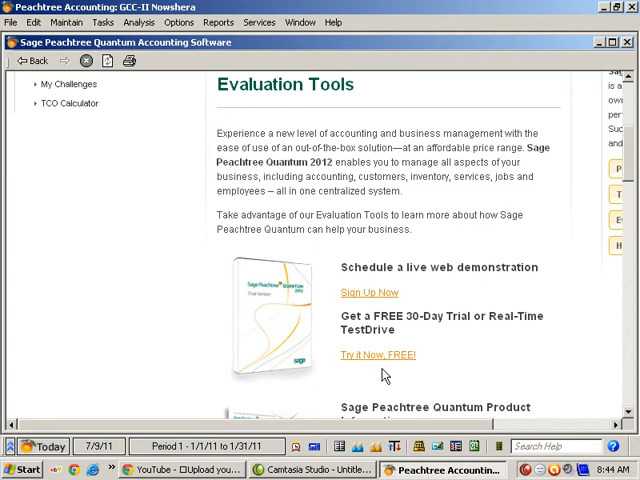 Peachtree Accounting: GCC-II Nowshera
File Edit Maintain Tasks Analysis Options Reports Services Window Help
Sage Peachtree Quantum Accounting Software
Back
My Challenges
TCO Calculator
Evaluation Tools
Experience a new level of accounting and business management with the
ease of use of an out-of-the-box solution—at an affordable price range. Sage
Peachtree Quantum 2012 enables you to manage all aspects of your
business, including accounting, customers, inventory, services, jobs and
employees – all in one centralized system.
Take advantage of our Evaluation Tools to learn more about how Sage
Peachtree Quantum can help your business.
Sage Peachtree QUANTUM 2012
Trial Version
sage
Schedule a live web demonstration
Sign Up Now
Get a FREE 30-Day Trial or Real-Time
TestDrive
Try it Now, FREE!
Sage Peachtree Quantum Product
Today 7/9/11 Period 1 - 1/1/11 to 1/31/11 Search Help
Start YouTube - Upload you... Camtasia Studio - Untitle... Peachtree Accountin... 8:44 AM